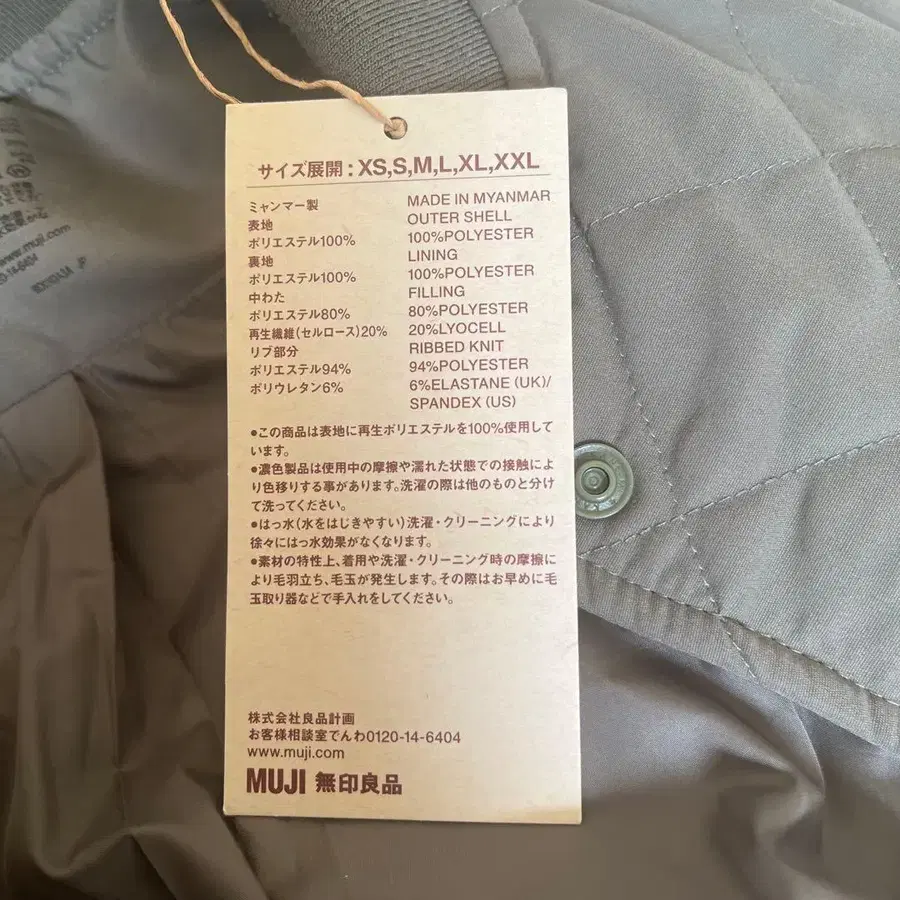 サイズ展開：XS,S,M,L,XL,XXL
ミャンマー製 MADE IN MYANMAR
表地 OUTER SHELL
ポリエステル100% 100%POLYESTER
裏地 LINING
ポリエステル100% 100%POLYESTER
中わた FILLING
ポリエステル80% 80%POLYESTER
再生繊維（セルロース）20% 20%LYOCELL
リブ部分 RIBBED KNIT
ポリエステル94% 94%POLYESTER
ポリウレタン6% 6%ELASTANE (UK)/
SPANDEX (US)
●この商品は表地に再生ポリエステルを100%使用して
います。
●濃色製品は使用中の摩擦や濡れた状態での接触によ
り色移りする事があります。洗濯の際は他のものと分け
て洗ってください。
●はっ水（水をはじきやすい）洗濯・クリーニングにより
徐々にはっ水効果がなくなります。
●素材の特性上、着用や洗濯・クリーニング時の摩擦に
より毛羽立ち、毛玉が発生します。その際はお早めに毛
玉取り器などで手入れをしてください。
株式会社良品計画
お客様相談室でんわ0120-14-6404
www.muji.com
MUJI 無印良品
www.muji.com